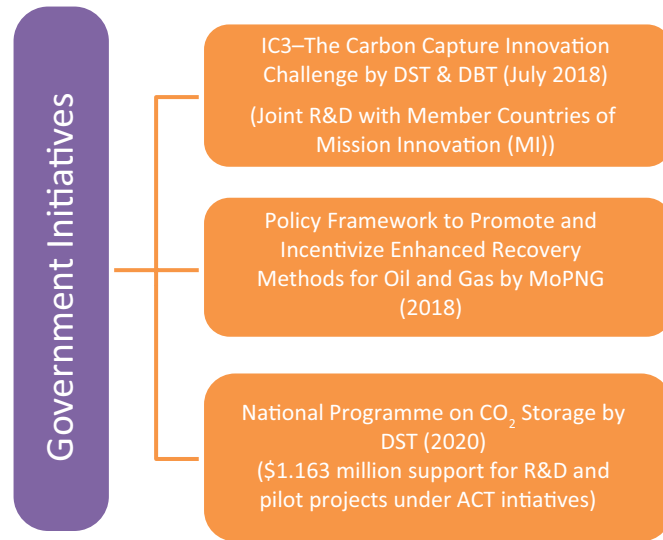 Government Initiatives
IC3–The Carbon Capture Innovation
Challenge by DST & DBT (July 2018)
(Joint R&D with Member Countries of
Mission Innovation (MI))
Policy Framework to Promote and
Incentivize Enhanced Recovery
Methods for Oil and Gas by MoPNG
(2018)
National Programme on CO₂ Storage by
DST (2020)
($1.163 million support for R&D and
pilot projects under ACT intiatives)